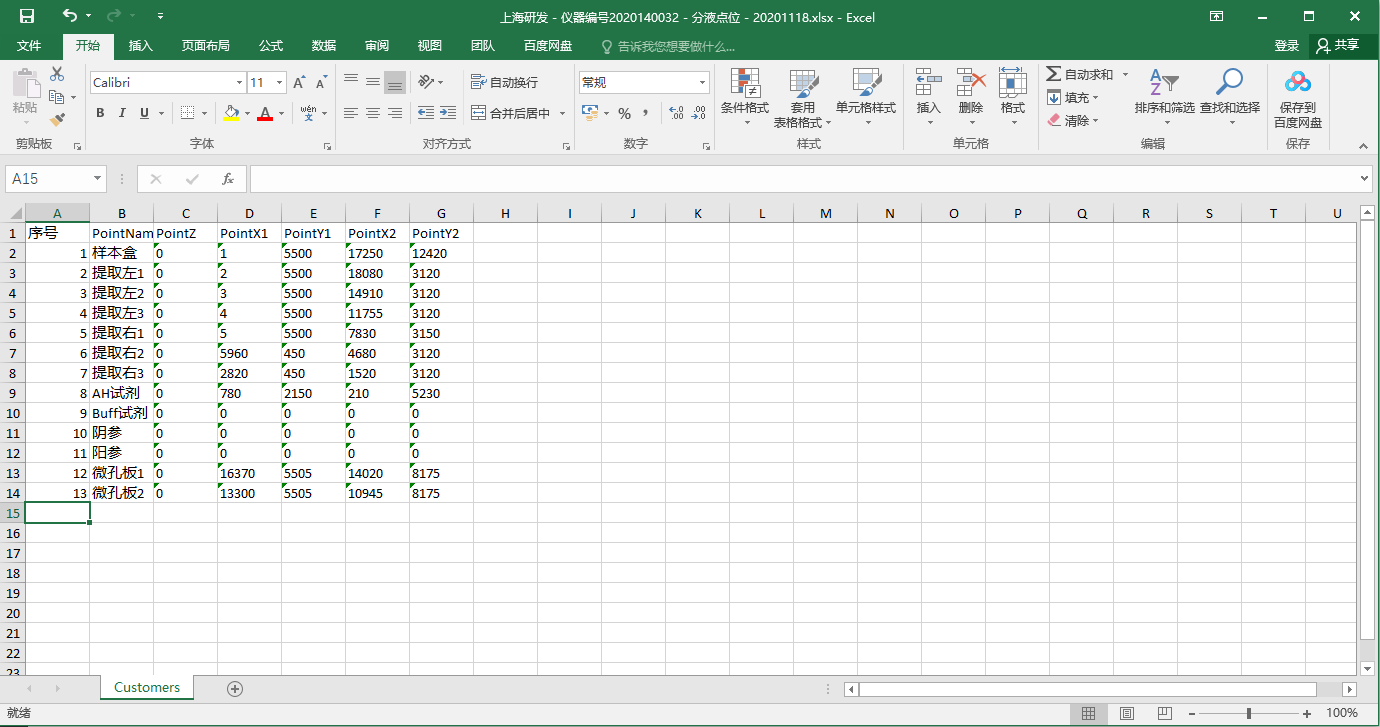 上海研发 - 仪器编号2020140032 - 分液点位 - 20201118.xlsx - Excel
文件 开始 插入 页面布局 公式 数据 审阅 视图 团队 百度网盘 告诉我您想要做什么... 登录 共享
粘贴 Calibri 11 A A 自动换行 常规 条件格式 套用 表格格式 单元格样式 插入 删除 格式 自动求和 填充 清除 排序和筛选 查找和选择 保存到 百度网盘
B I U A wén 文 合并后居中 % , .0 .00 .00 .0
剪贴板 字体 对齐方式 数字 样式 单元格 编辑 保存
A15 fx
A B C D E F G H I J K L M N O P Q R S T U
1 序号 PointNam PointZ PointX1 PointY1 PointX2 PointY2
2 1 样本盒 0 1 5500 17250 12420
3 2 提取左1 0 2 5500 18080 3120
4 3 提取左2 0 3 5500 14910 3120
5 4 提取左3 0 4 5500 11755 3120
6 5 提取右1 0 5 5500 7830 3150
7 6 提取右2 0 5960 450 4680 3120
8 7 提取右3 0 2820 450 1520 3120
9 8 AH试剂 0 780 2150 210 5230
10 9 Buff试剂 0 0 0 0 0
11 10 阴参 0 0 0 0 0
12 11 阳参 0 0 0 0 0
13 12 微孔板1 0 16370 5505 14020 8175
14 13 微孔板2 0 13300 5505 10945 8175
15
16
17
18
19
20
21
22
23
Customers
就绪 100%